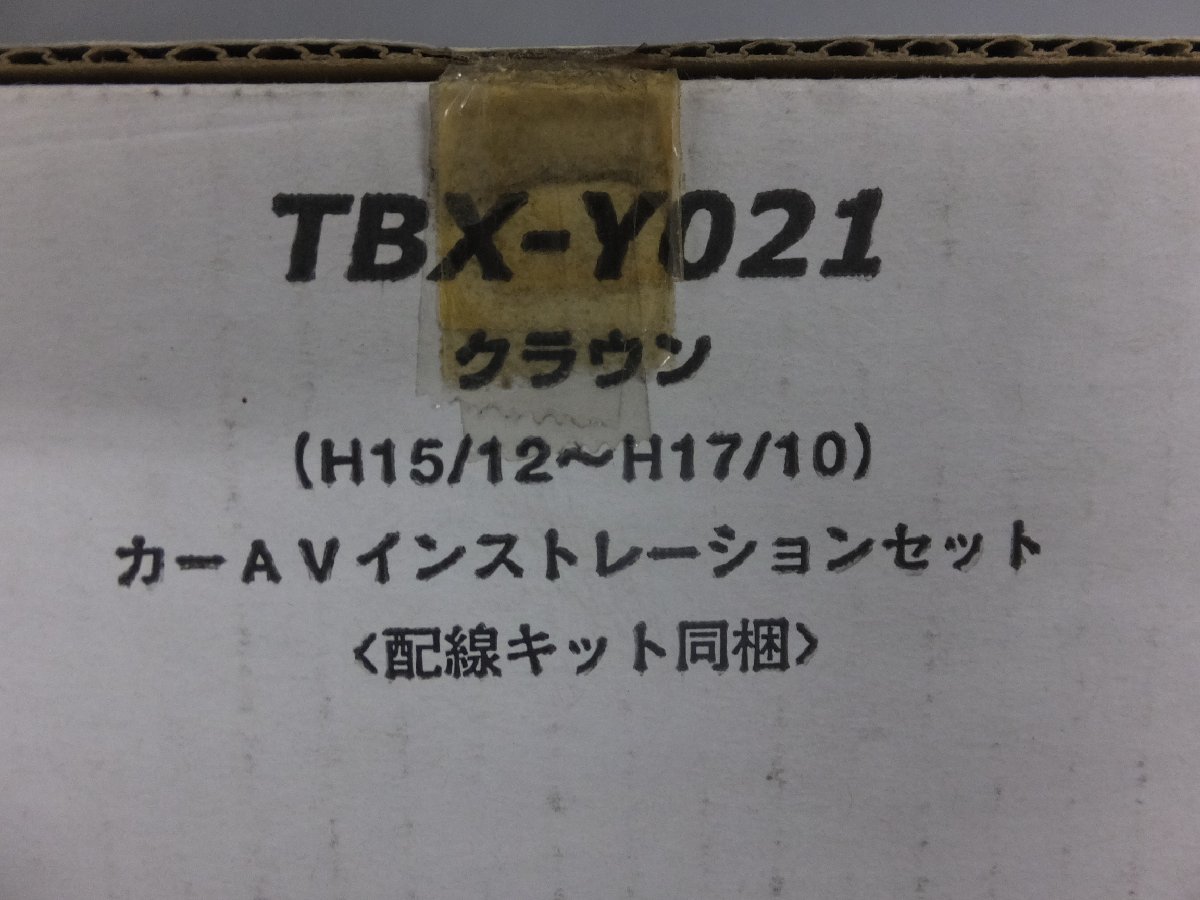 TBX-Y021
クラウン
(H15/12～H17/10)
カーAVインストレーションセット
<配線キット同梱>